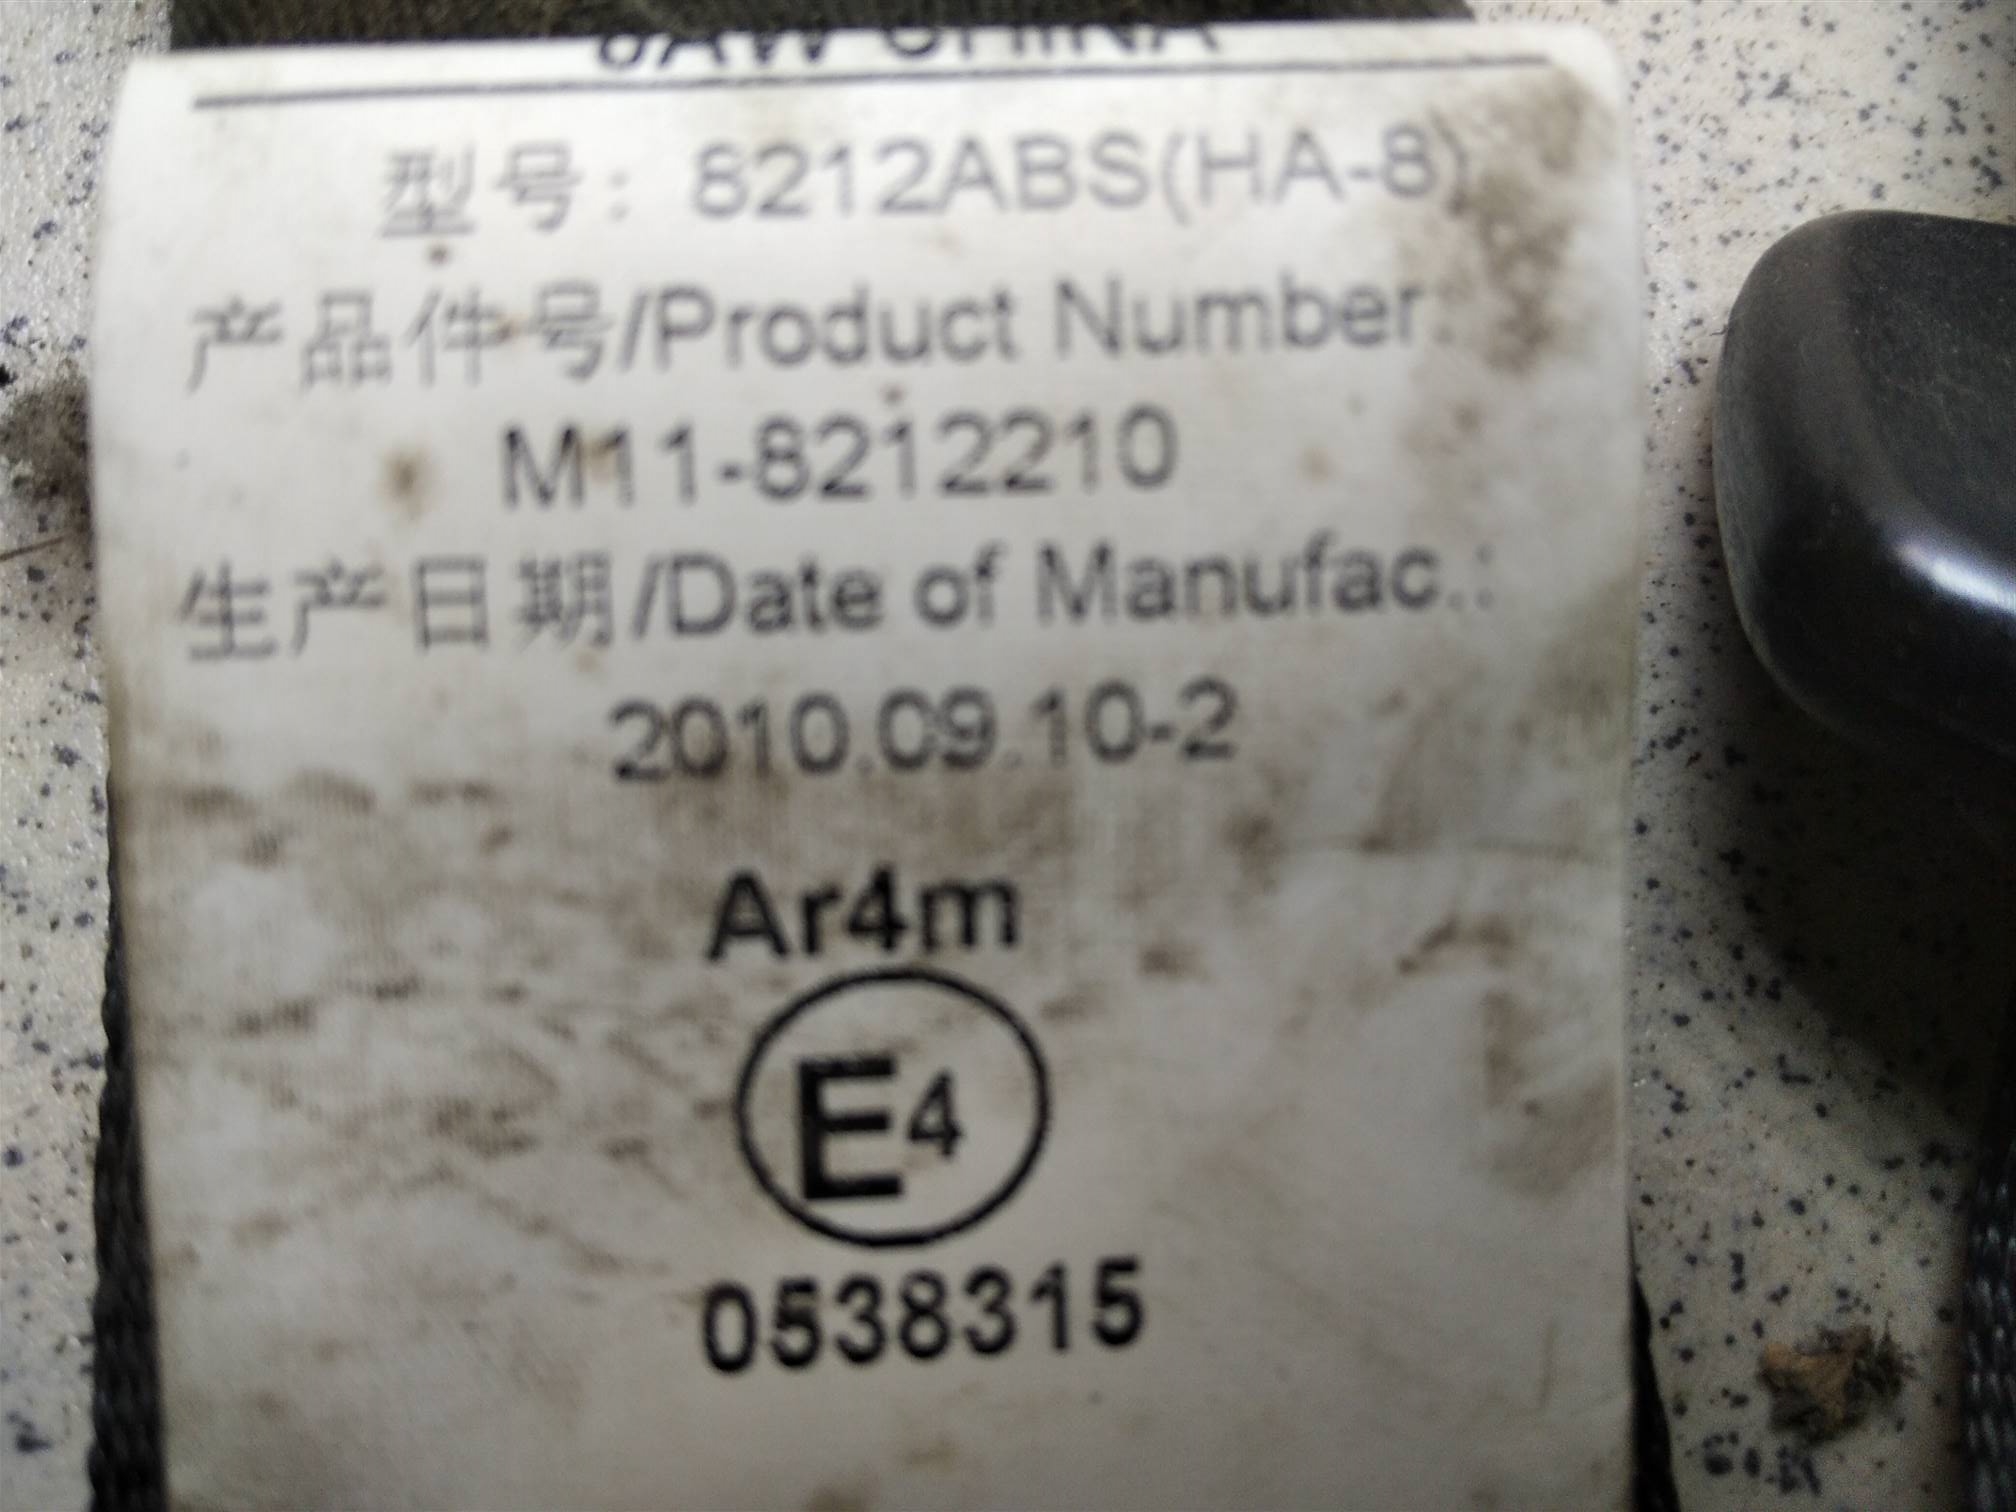 CHINA
型号: 8212ABS(HA-8)
产品件号/Product Number:
M11-8212210
生产日期/Date of Manufac.:
2010.09.10-2
Ar4m
E4
0538315